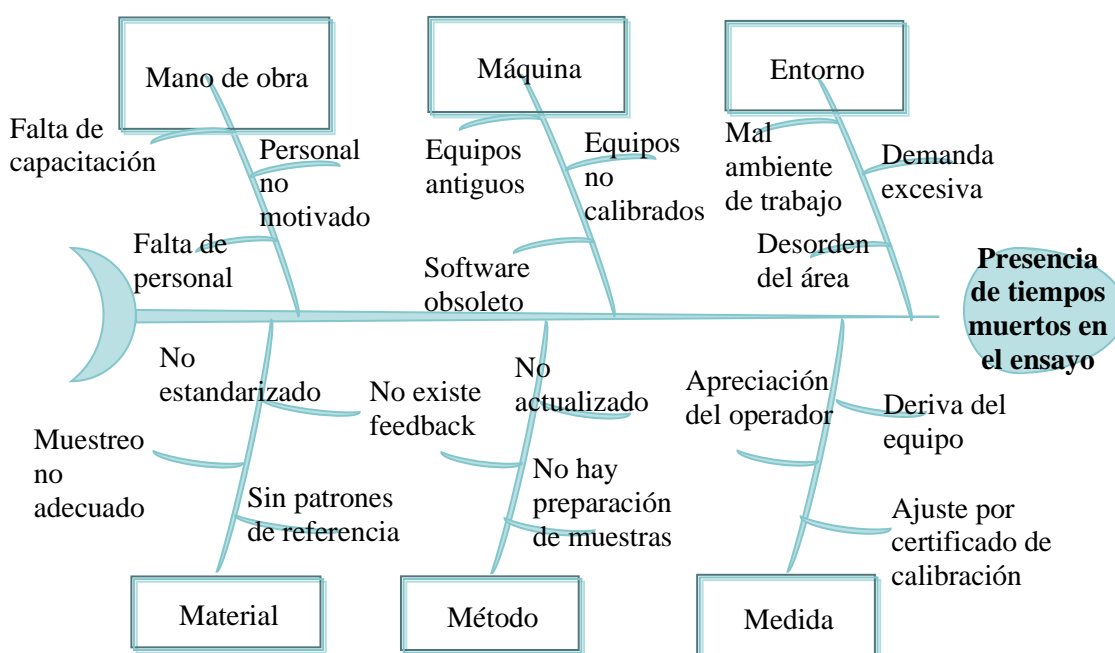 Mano de obra
Máquina
Entorno
Falta de
capacitación
Personal
no
motivado
Falta de
personal
Equipos
antiguos
Equipos
no
calibrados
Software
obsoleto
Mal
ambiente
de trabajo
Demanda
excesiva
Desorden
del área
Presencia
de tiempos
muertos en
el ensayo
No
estandarizado
Muestreo
no
adecuado
Sin patrones
de referencia
No existe
feedback
No
actualizado
No hay
preparación
de muestras
Apreciación
del operador
Deriva del
equipo
Ajuste por
certificado de
calibración
Material
Método
Medida